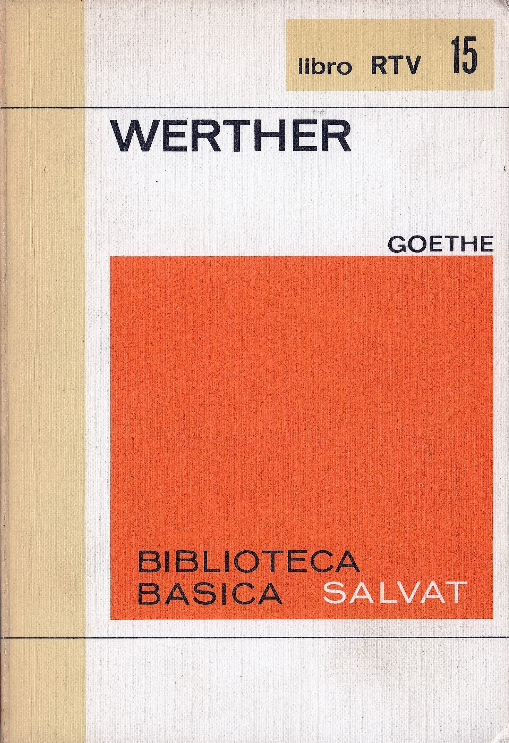 libro RTV 15
WERTHER
GOETHE
BIBLIOTECA
BASICA SALVAT